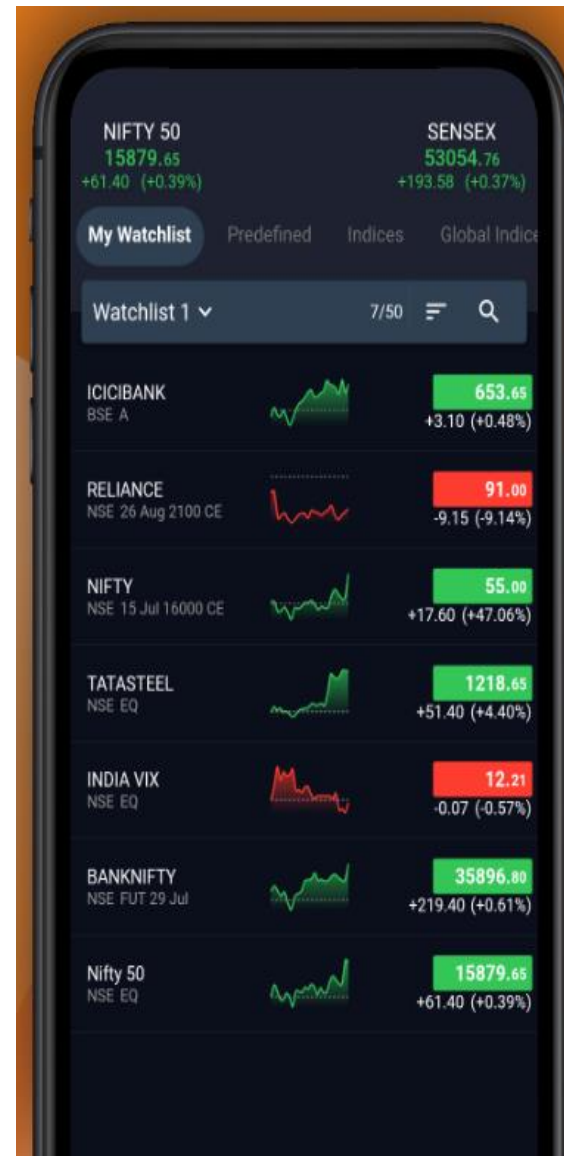 NIFTY 50
15879.65
+61.40 (+0.39%)
SENSEX
53054.76
+193.58 (+0.37%)
My Watchlist Predefined Indices Global Indice
Watchlist 1 7/50
ICICIBANK 653.65
BSE A +3.10 (+0.48%)
RELIANCE 91.00
NSE 26 Aug 2100 CE -9.15 (-9.14%)
NIFTY 55.00
NSE 15 Jul 16000 CE +17.60 (+47.06%)
TATASTEEL 1218.65
NSE EQ +51.40 (+4.40%)
INDIA VIX 12.21
NSE EQ -0.07 (-0.57%)
BANKNIFTY 35896.80
NSE FUT 29 Jul +219.40 (+0.61%)
Nifty 50 15879.65
NSE EQ +61.40 (+0.39%)